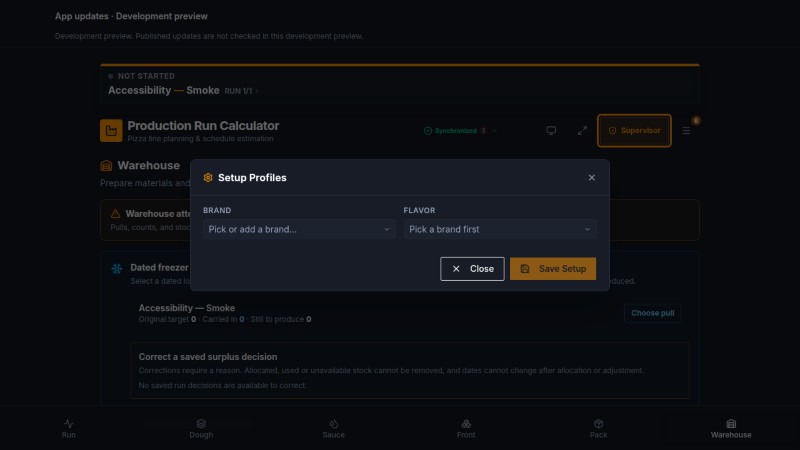 App updates · Development preview
Development preview. Published updates are not checked in this development preview.
NOT STARTED
Accessibility — Smoke RUN 1/1 ›
Production Run Calculator
Pizza line planning & schedule estimation
Synchronized
Supervisor
6
Warehouse
Prepare materials and
Setup Profiles
BRAND
FLAVOR
Pick or add a brand...
Pick a brand first
Close
Save Setup
Warehouse
Pulls, counts, and
Dated freezer
Select a dated
Accessibility — Smoke
Original target 0 · Carried in 0 · Still to produce 0
Choose pull
Correct a saved surplus decision
Corrections require a reason. Allocated, used or unavailable stock cannot be removed, and dates cannot change after allocation or adjustment.
No saved run decisions are available to correct.
Run
Dough
Sauce
Front
Pack
Warehouse